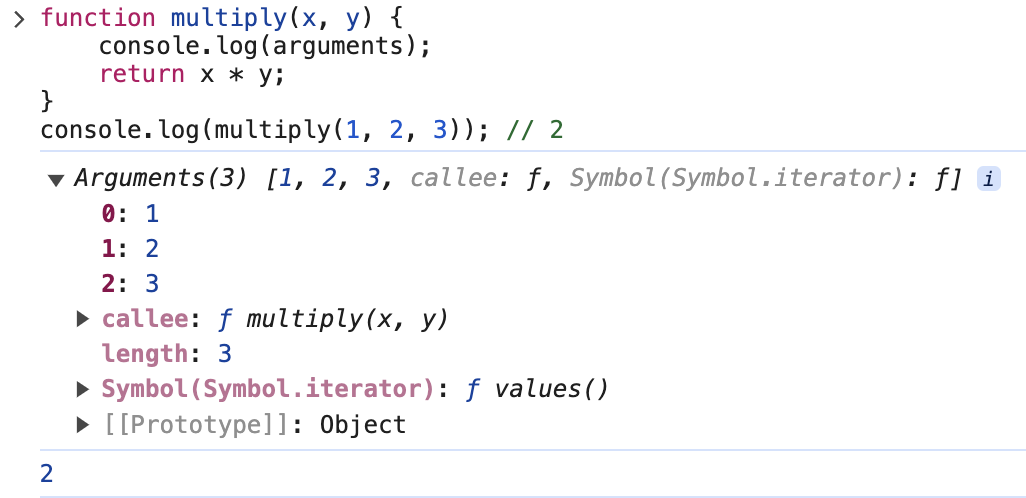 > function multiply(x, y) {
    console.log(arguments);
    return x * y;
}
console.log(multiply(1, 2, 3)); // 2
▼ Arguments(3) [1, 2, 3, callee: ƒ, Symbol(Symbol.iterator): ƒ] i
0: 1
1: 2
2: 3
▶ callee: ƒ multiply(x, y)
length: 3
▶ Symbol(Symbol.iterator): ƒ values()
▶ [[Prototype]]: Object
2